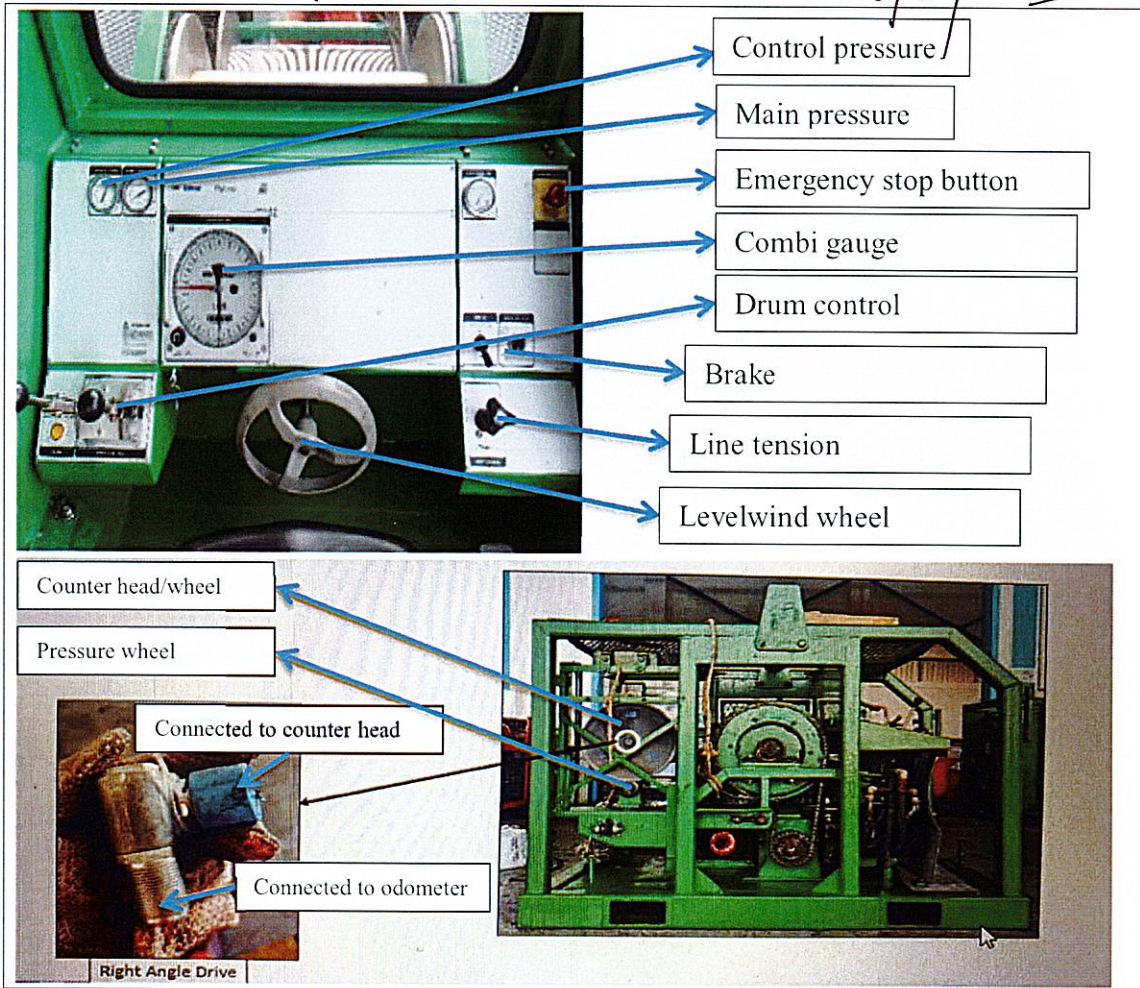 Control pressure
Main pressure
Emergency stop button
Combi gauge
Drum control
Brake
Line tension
Levelwind wheel
Counter head/wheel
Pressure wheel
Connected to counter head
Connected to odometer
Right Angle Drive